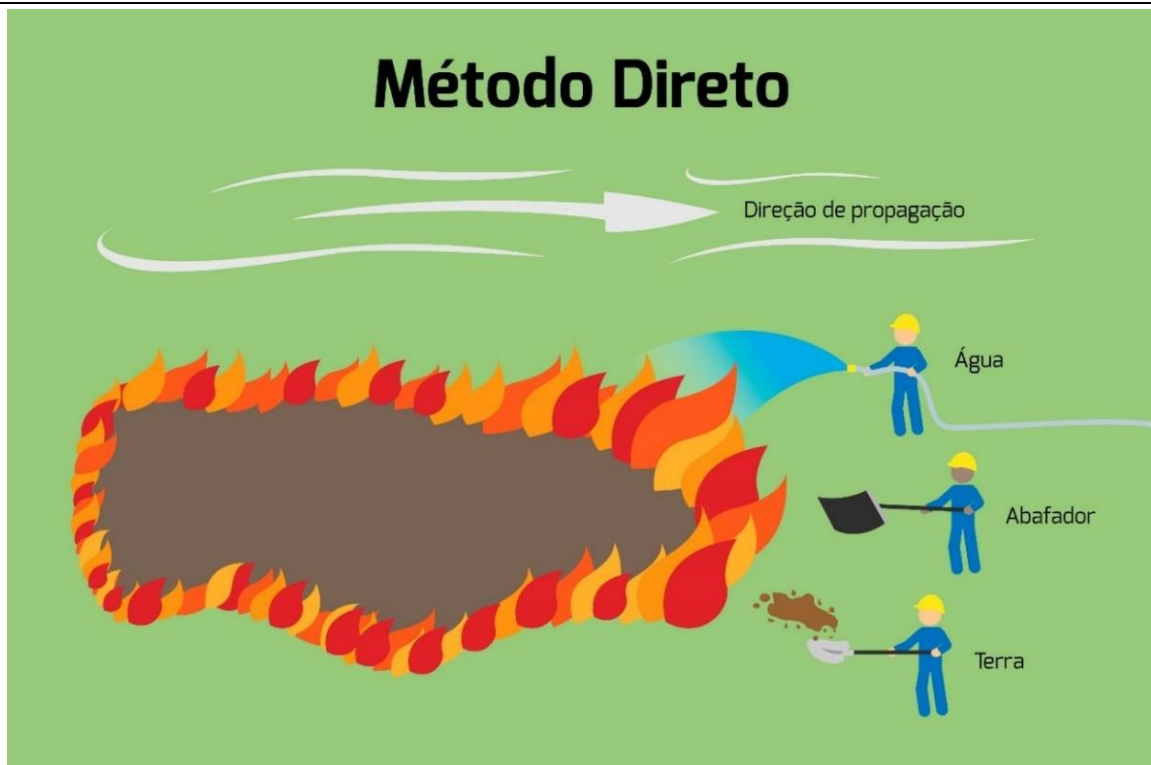 Método Direto
Direção de propagação
Água
Abafador
Terra